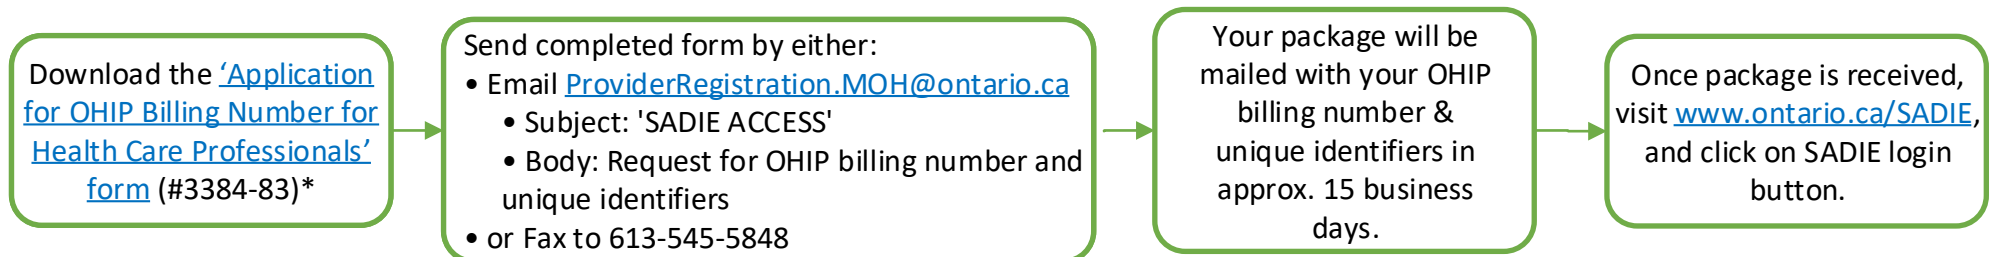 Download the ‘Application
for OHIP Billing Number for
Health Care Professionals’
form (#3384-83)*
Send completed form by either:
• Email ProviderRegistration.MOH@ontario.ca
• Subject: 'SADIE ACCESS'
• Body: Request for OHIP billing number and
unique identifiers
• or Fax to 613-545-5848
Your package will be
mailed with your OHIP
billing number &
unique identifiers in
approx. 15 business
days.
Once package is received,
visit www.ontario.ca/SADIE,
and click on SADIE login
button.